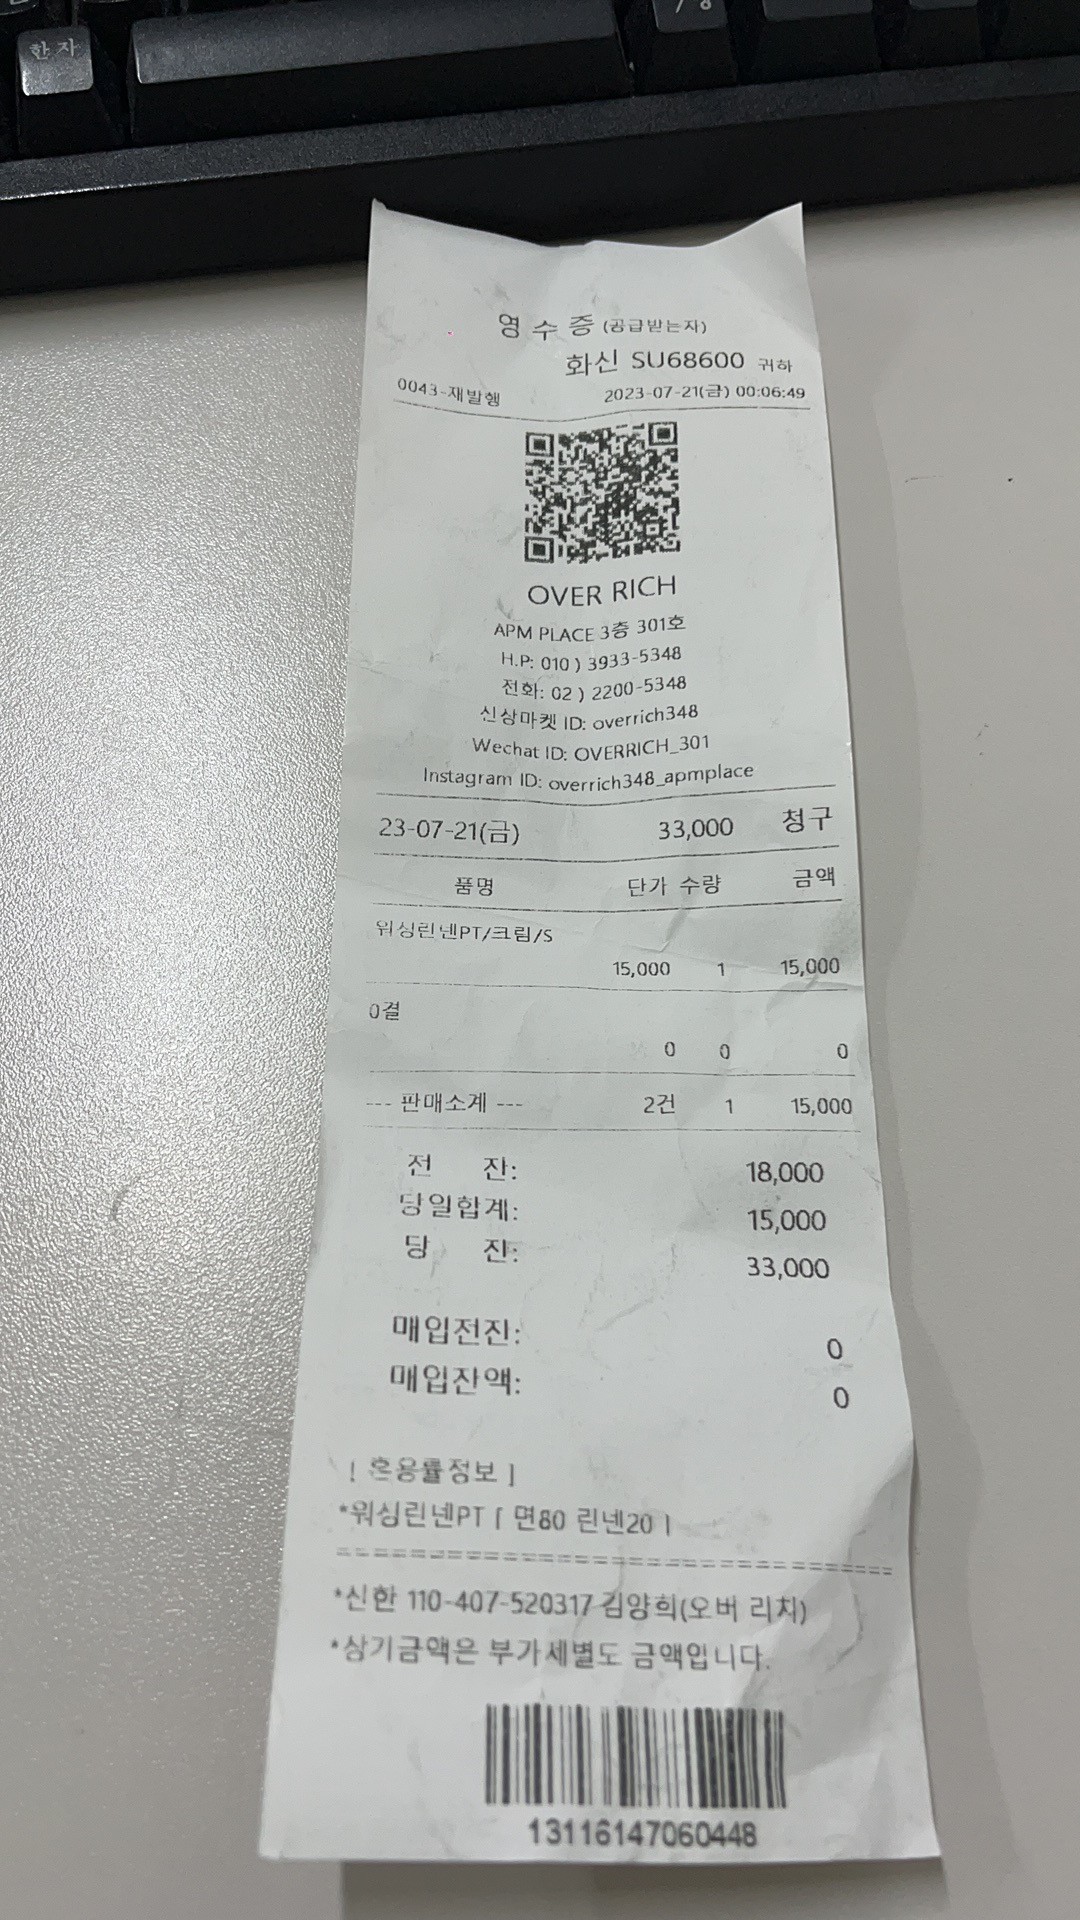 한자
영 수 증 (공급받는자)
화신 SU68600 귀하
0043-재발행 2023-07-21(금) 00:06:49
OVER RICH
APM PLACE 3층 301호
H.P: 010 ) 3933-5348
전화: 02 ) 2200-5348
신상마켓 ID: overrich348
Wechat ID: OVERRICH_301
Instagram ID: overrich348_apmplace
23-07-21(금) 33,000 청구
품명 단가 수량 금액
워싱린넨PT/크림/S
15,000 1 15,000
0결
0 0 0
--- 판매소계 --- 2건 1 15,000
전 잔: 18,000
당일합계: 15,000
당 잔: 33,000
매입전잔: 0
매입잔액: 0
[ 혼용률정보 ]
*워싱린넨PT [ 면80 린넨20 ]
*신한 110-407-520317 김양희(오버 리치)
*상기금액은 부가세별도 금액입니다.
13116147060448